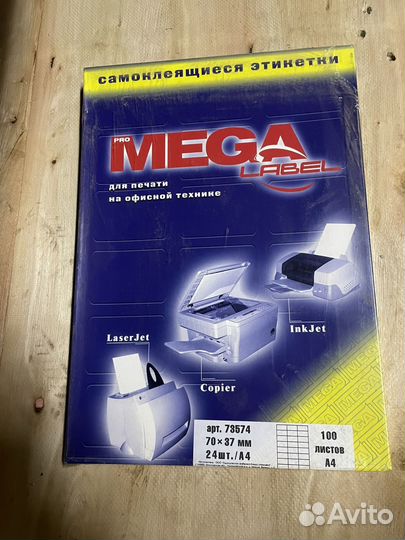 самоклеящиеся этикетки
PRO
MEGA
LABEL
для печати
на офисной технике
InkJet
LaserJet
Copier
арт. 73574
70×37 мм
24шт./А4
100
листов
А4
Avito